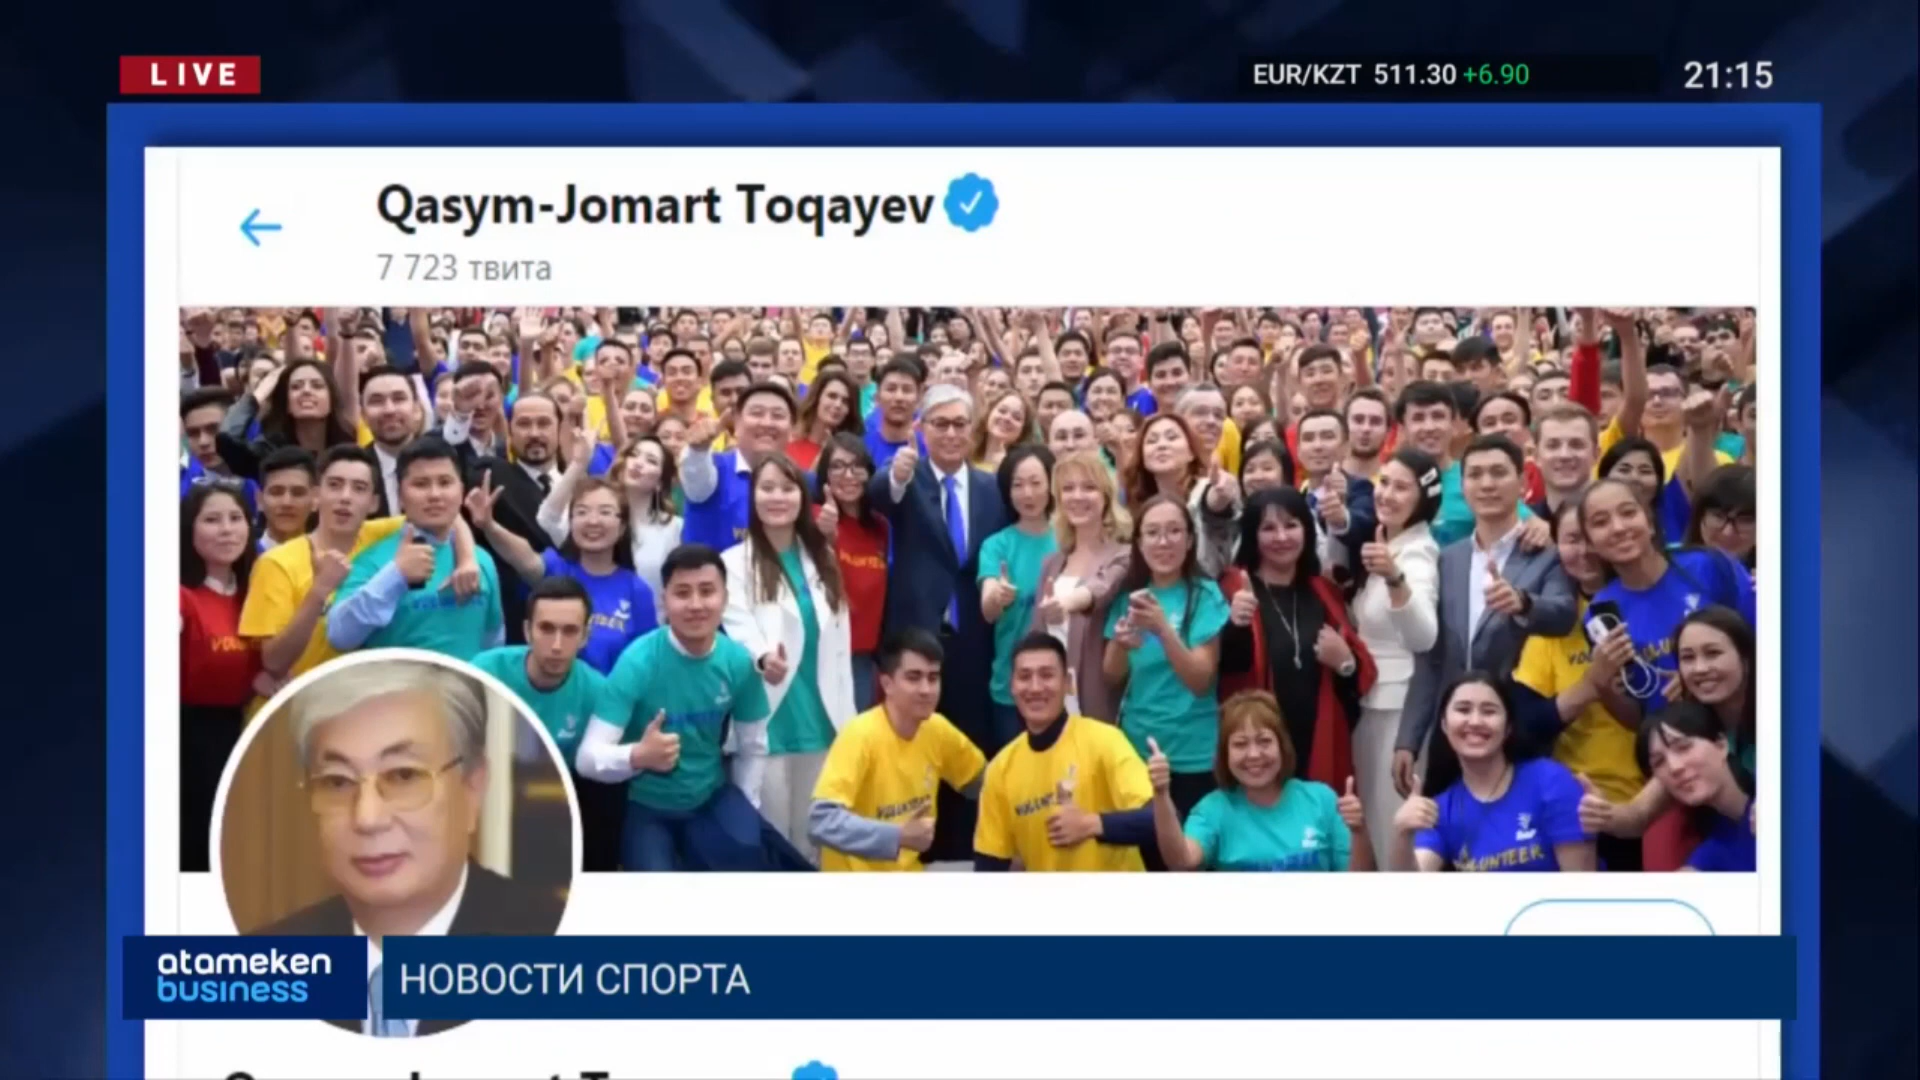 LIVE
EUR/KZT 511.30 +6.90
21:15
Qasym-Jomart Toqayev
7 723 твита
VOLUNTEER
atameken
business
НОВОСТИ СПОРТА